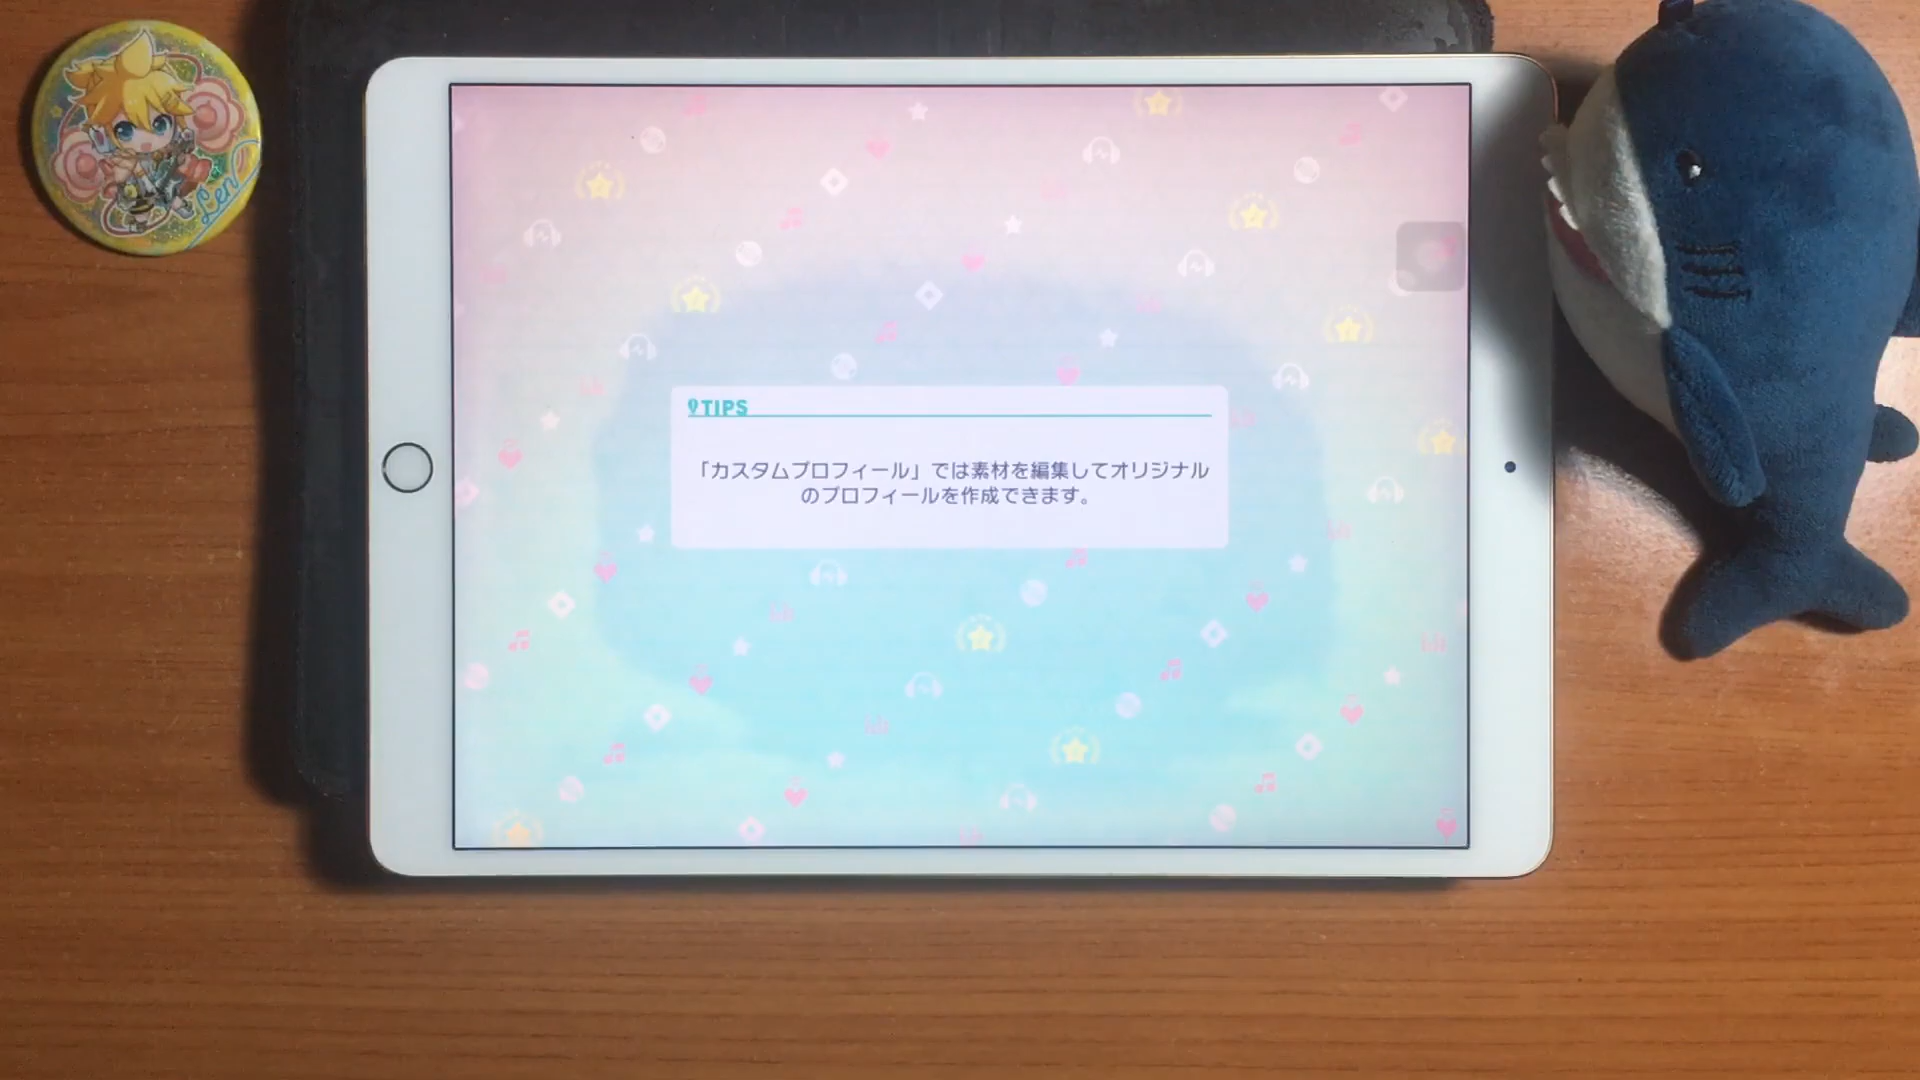 Len
TIPS
「カスタムプロフィール」では素材を編集してオリジナル
のプロフィールを作成できます。